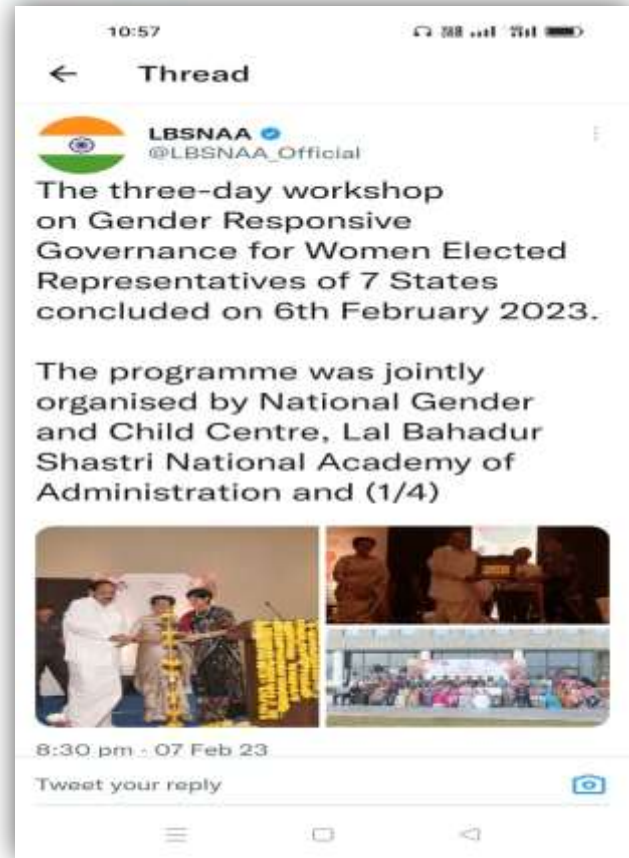 10:57
Thread
LBSNAA
@LBSNAA_Official
The three-day workshop
on Gender Responsive
Governance for Women Elected
Representatives of 7 States
concluded on 6th February 2023.
The programme was jointly
organised by National Gender
and Child Centre, Lal Bahadur
Shastri National Academy of
Administration and (1/4)
8:30 pm · 07 Feb 23
Tweet your reply